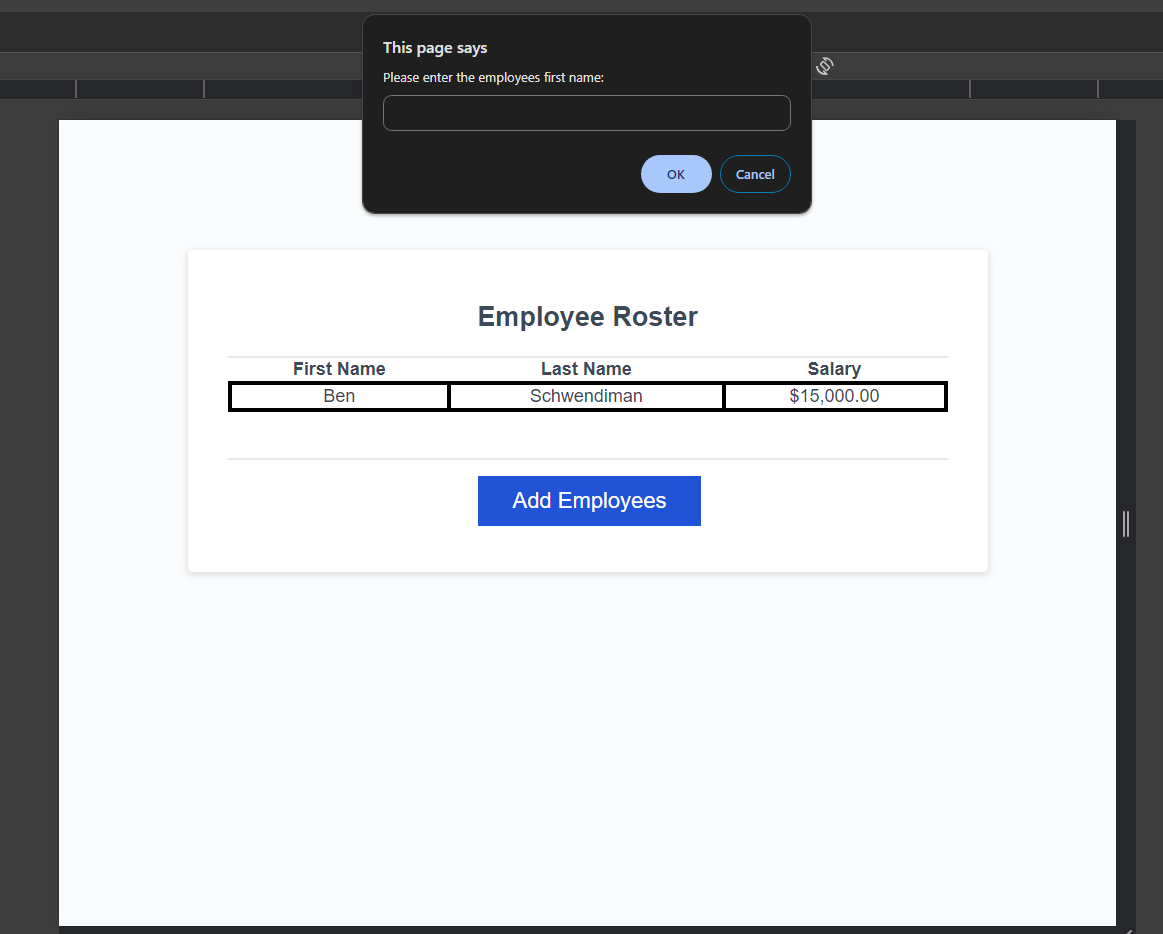 This page says
Please enter the employees first name:
OK Cancel
Employee Roster
First Name Last Name Salary
Ben Schwendiman $15,000.00
Add Employees